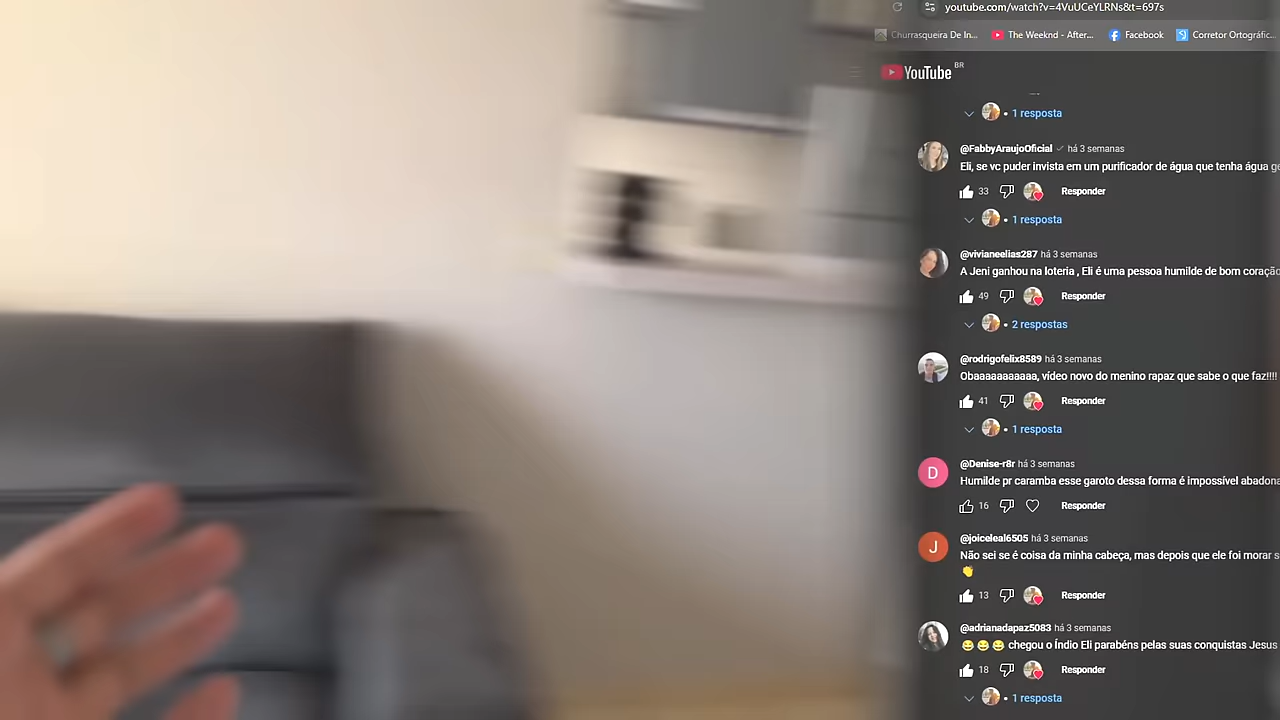 youtube.com/watch?v=4VuUCeYLRNs&t=697s
Churrasqueira De In...
The Weeknd - After...
Facebook
Corretor Ortográfic...
YouTube BR
• 1 resposta
@FabbyAraujoOficial há 3 semanas
Eli, se vc puder invista em um purificador de água que tenha água
33 Responder
• 1 resposta
@vivianeelias287 há 3 semanas
A Jeni ganhou na loteria , Eli é uma pessoa humilde de bom coração
49 Responder
• 2 respostas
@rodrigofelix8589 há 3 semanas
Obaaaaaaaaaaa, vídeo novo do menino rapaz que sabe o que faz!!!!
41 Responder
• 1 resposta
@Denise-r8r há 3 semanas
D
Humilde pr caramba esse garoto dessa forma é impossível abadona
16 Responder
@joiceleal6505 há 3 semanas
J
Não sei se é coisa da minha cabeça, mas depois que ele foi morar s
👏
13 Responder
@adrianadapaz5083 há 3 semanas
😂😂😂 chegou o Índio Eli parabéns pelas suas conquistas Jesus
18 Responder
• 1 resposta